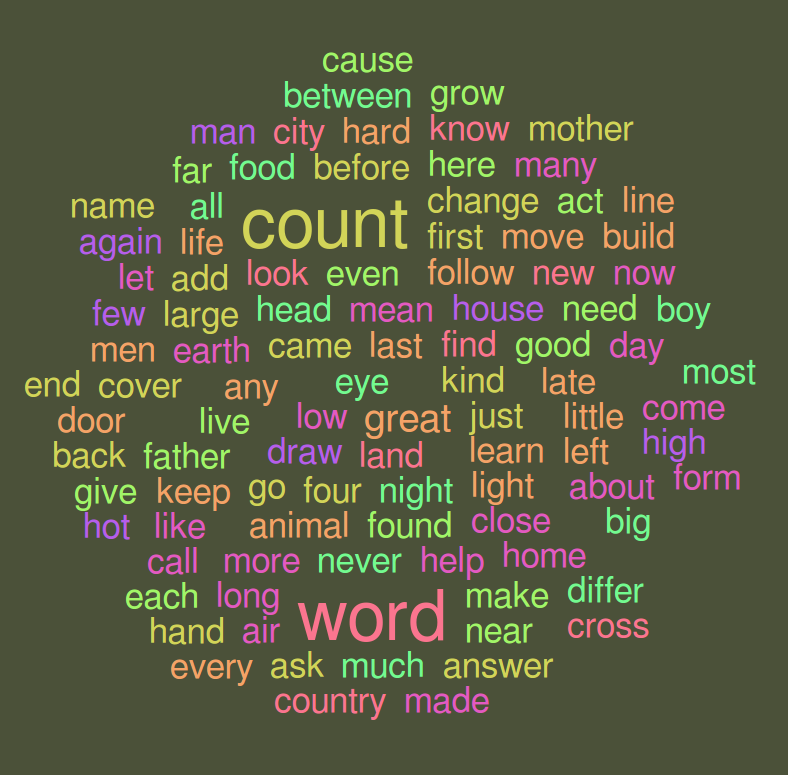 cause
between grow
man city hard know mother
far food before here many
name all count change act line
again life first move build
let add look even follow new now
few large head mean house need boy
men earth came last find good day
end cover any eye kind late most
door live low great just little come
back father draw land learn left high
give keep go four night light about form
hot like animal found close big
call more never help home
each long word make differ
hand air near cross
every ask much answer
country made